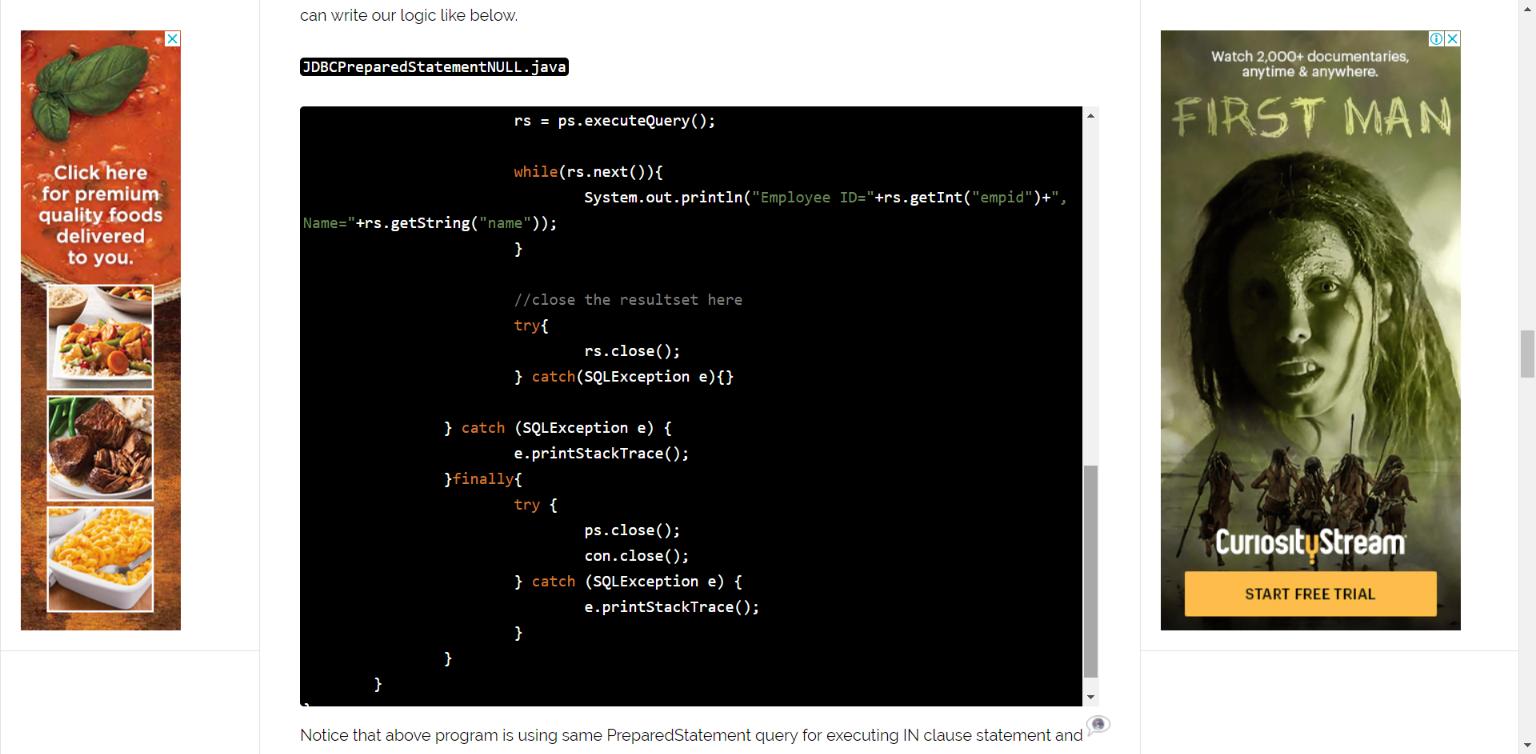 can write our logic like below.
JDBCPreparedStatementNULL.java
Click here
for premium
quality foods
delivered
to you.
rs = ps.executeQuery();
while(rs.next()){
System.out.println("Employee ID="+rs.getInt("empid")+",
Name="+rs.getString("name"));
}
//close the resultset here
try{
rs.close();
} catch(SQLException e){}
} catch (SQLException e) {
e.printStackTrace();
}finally{
try {
ps.close();
con.close();
} catch (SQLException e) {
e.printStackTrace();
}
}
}
Notice that above program is using same PreparedStatement query for executing IN clause statement and
Watch 2,000+ documentaries,
anytime & anywhere.
FIRST MAN
CuriosityStream
START FREE TRIAL